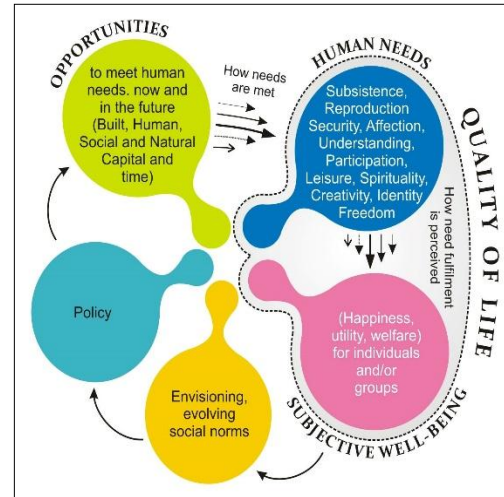 OPPORTUNITIES
to meet human
needs. now and
in the future
(Built, Human,
Social and Natural
Capital and
time)
How needs
are met
HUMAN NEEDS
Subsistence,
Reproduction
Security, Affection,
Understanding,
Participation,
Leisure, Spirituality,
Creativity, Identity
Freedom
How need fulfilment
is perceived
QUALITY OF LIFE
(Happiness,
utility, welfare)
for individuals
and/or
groups
SUBJECTIVE WELL-BEING
Envisioning,
evolving
social norms
Policy